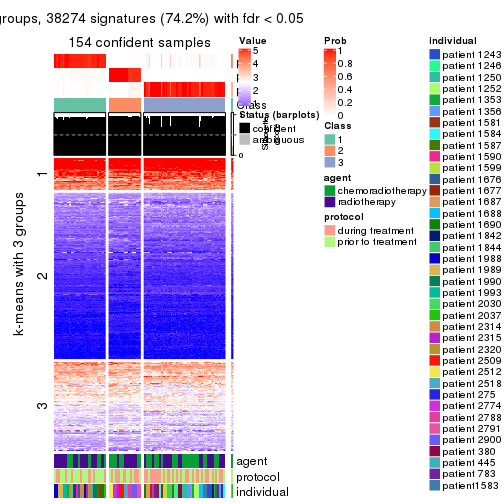 groups, 38274 signatures (74.2%) with fdr < 0.05
154 confident samples
k-means with 3 groups
1
2
3
agent
protocol
individual
Value
5
4
3
2
1
Status (barplots)
confident
ambiguous
0
Prob
1
0.8
0.6
0.4
0.2
0
Class
1
2
3
agent
chemoradiotherapy
radiotherapy
protocol
during treatment
prior to treatment
individual
patient 1243
patient 1246
patient 1250
patient 1252
patient 1353
patient 1356
patient 1581
patient 1584
patient 1587
patient 1590
patient 1599
patient 1676
patient 1677
patient 1687
patient 1688
patient 1690
patient 1842
patient 1844
patient 1988
patient 1989
patient 1990
patient 1993
patient 2030
patient 2037
patient 2314
patient 2315
patient 2320
patient 2509
patient 2512
patient 2518
patient 275
patient 2774
patient 2788
patient 2791
patient 2900
patient 380
patient 445
patient 783
patient1583